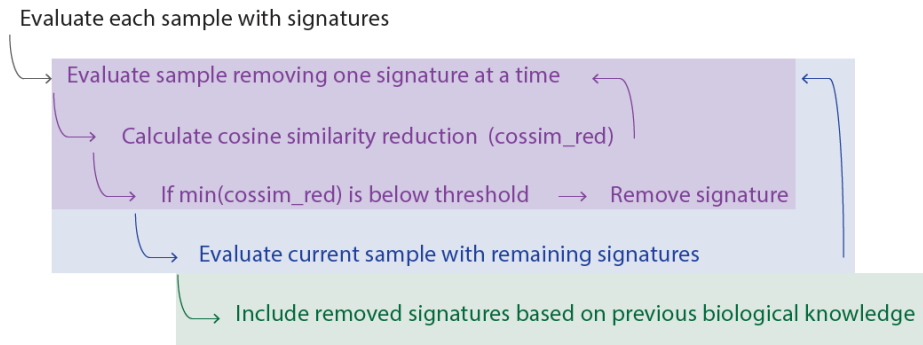 Evaluate each sample with signatures
Evaluate sample removing one signature at a time
Calculate cosine similarity reduction (cossim_red)
If min(cossim_red) is below threshold Remove signature
Evaluate current sample with remaining signatures
Include removed signatures based on previous biological knowledge